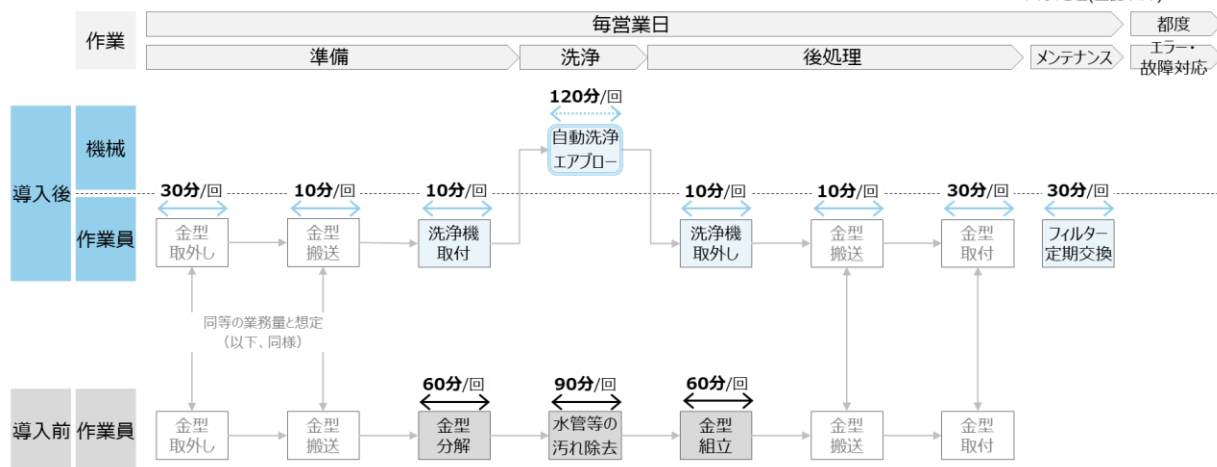 作業
毎営業日
都度
準備
洗浄
後処理
メンテナンス
エラー・
故障対応
導入後
機械
作業員
120分/回
自動洗浄
エアブロー
30分/回
10分/回
10分/回
10分/回
10分/回
30分/回
30分/回
金型
取外し
金型
搬送
洗浄機
取付
洗浄機
取外し
金型
搬送
金型
取付
フィルター
定期交換
同等の業務量と想定
(以下、同様)
60分/回
90分/回
60分/回
導入前
作業員
金型
取外し
金型
搬送
金型
分解
水管等の
汚れ除去
金型
組立
金型
搬送
金型
取付